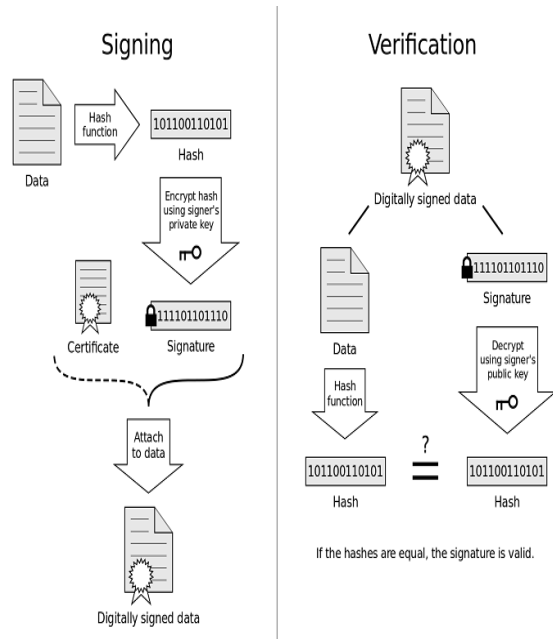 Signing
Hash
function
101100110101
Hash
Data
Encrypt hash
using signer's
private key
111101101110
Certificate
Signature
Attach
to data
Digitally signed data
Verification
Digitally signed data
111101101110
Signature
Data
Decrypt
using signer's
public key
Hash
function
?
101100110101
=
101100110101
Hash
Hash
If the hashes are equal, the signature is valid.